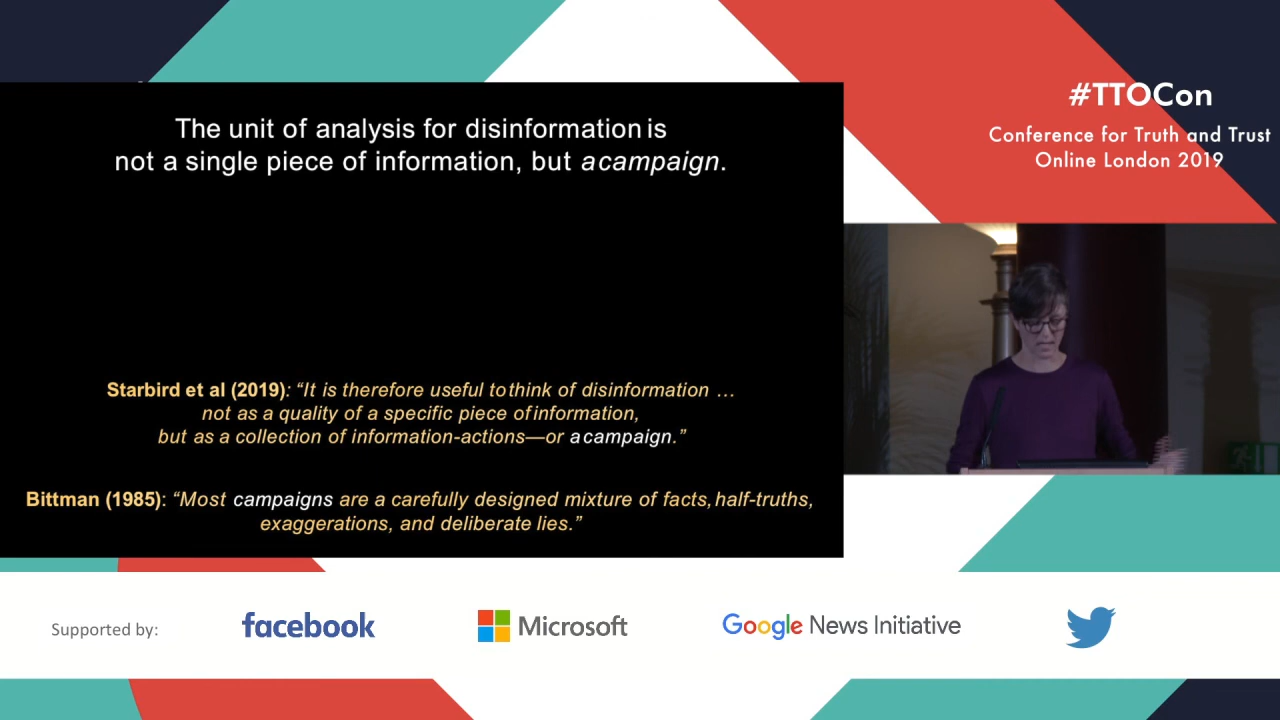 #TTOCon
Conference for Truth and Trust
Online London 2019
The unit of analysis for disinformation is
not a single piece of information, but a campaign.
Starbird et al (2019): “It is therefore useful to think of disinformation …
not as a quality of a specific piece of information,
but as a collection of information-actions—or a campaign.”
Bittman (1985): “Most campaigns are a carefully designed mixture of facts, half-truths,
exaggerations, and deliberate lies.”
Supported by:
facebook
Microsoft
Google News Initiative